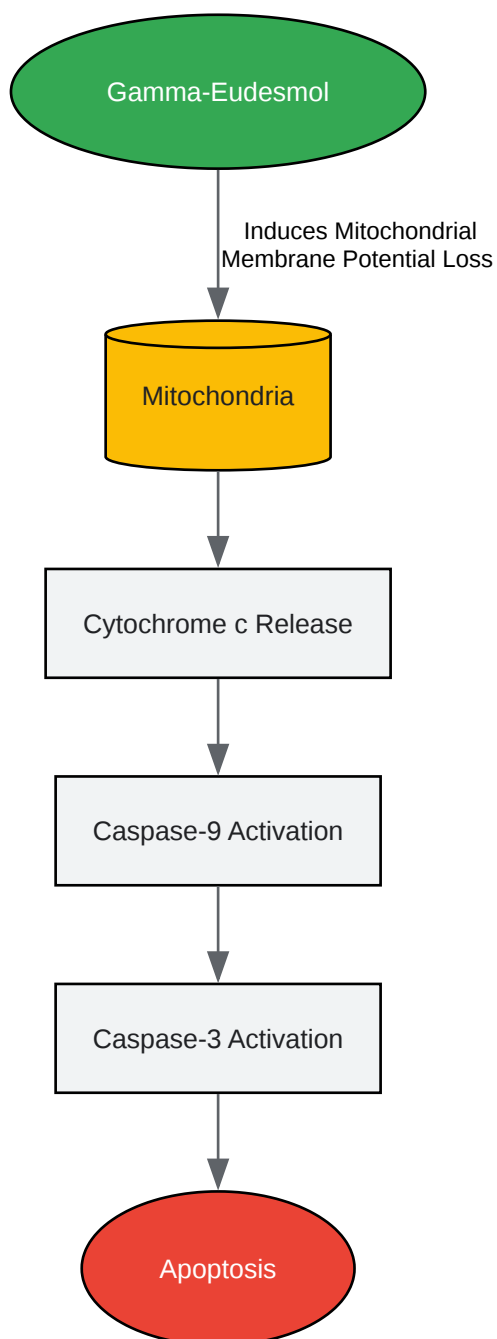 Gamma-Eudesmol
Induces Mitochondrial
Membrane Potential Loss
Mitochondria
Cytochrome c Release
Caspase-9 Activation
Caspase-3 Activation
Apoptosis